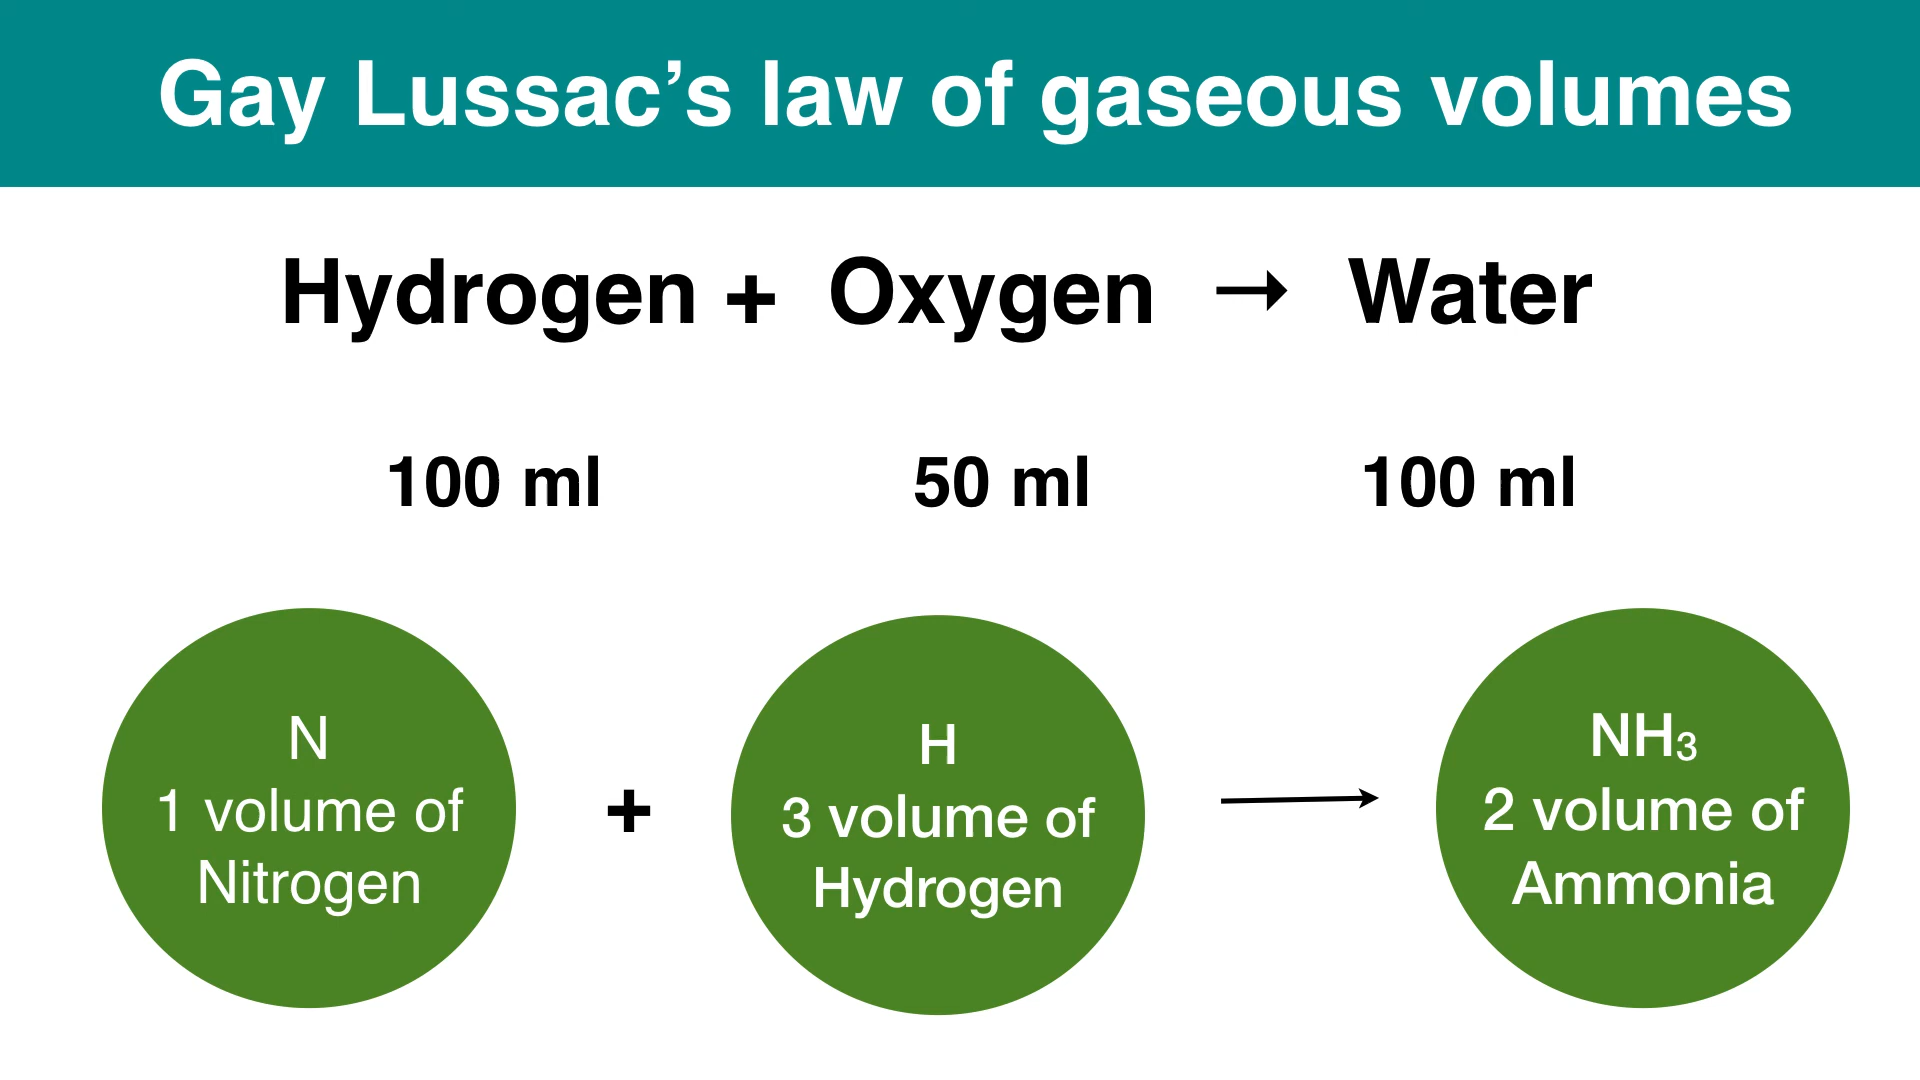 Gay Lussac’s law of gaseous volumes
Hydrogen + Oxygen → Water
100 ml 50 ml 100 ml
N
1 volume of
Nitrogen
+
H
3 volume of
Hydrogen
→
NH₃
2 volume of
Ammonia